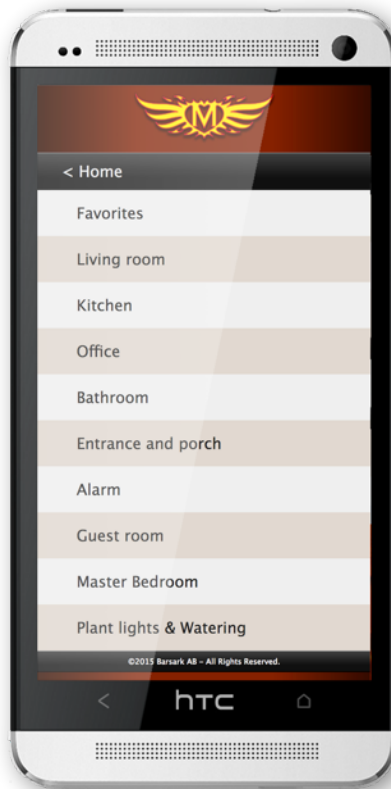 M
< Home
Favorites
Living room
Kitchen
Office
Bathroom
Entrance and porch
Alarm
Guest room
Master Bedroom
Plant lights & Watering
©2015 Barsark AB - All Rights Reserved.
hTC